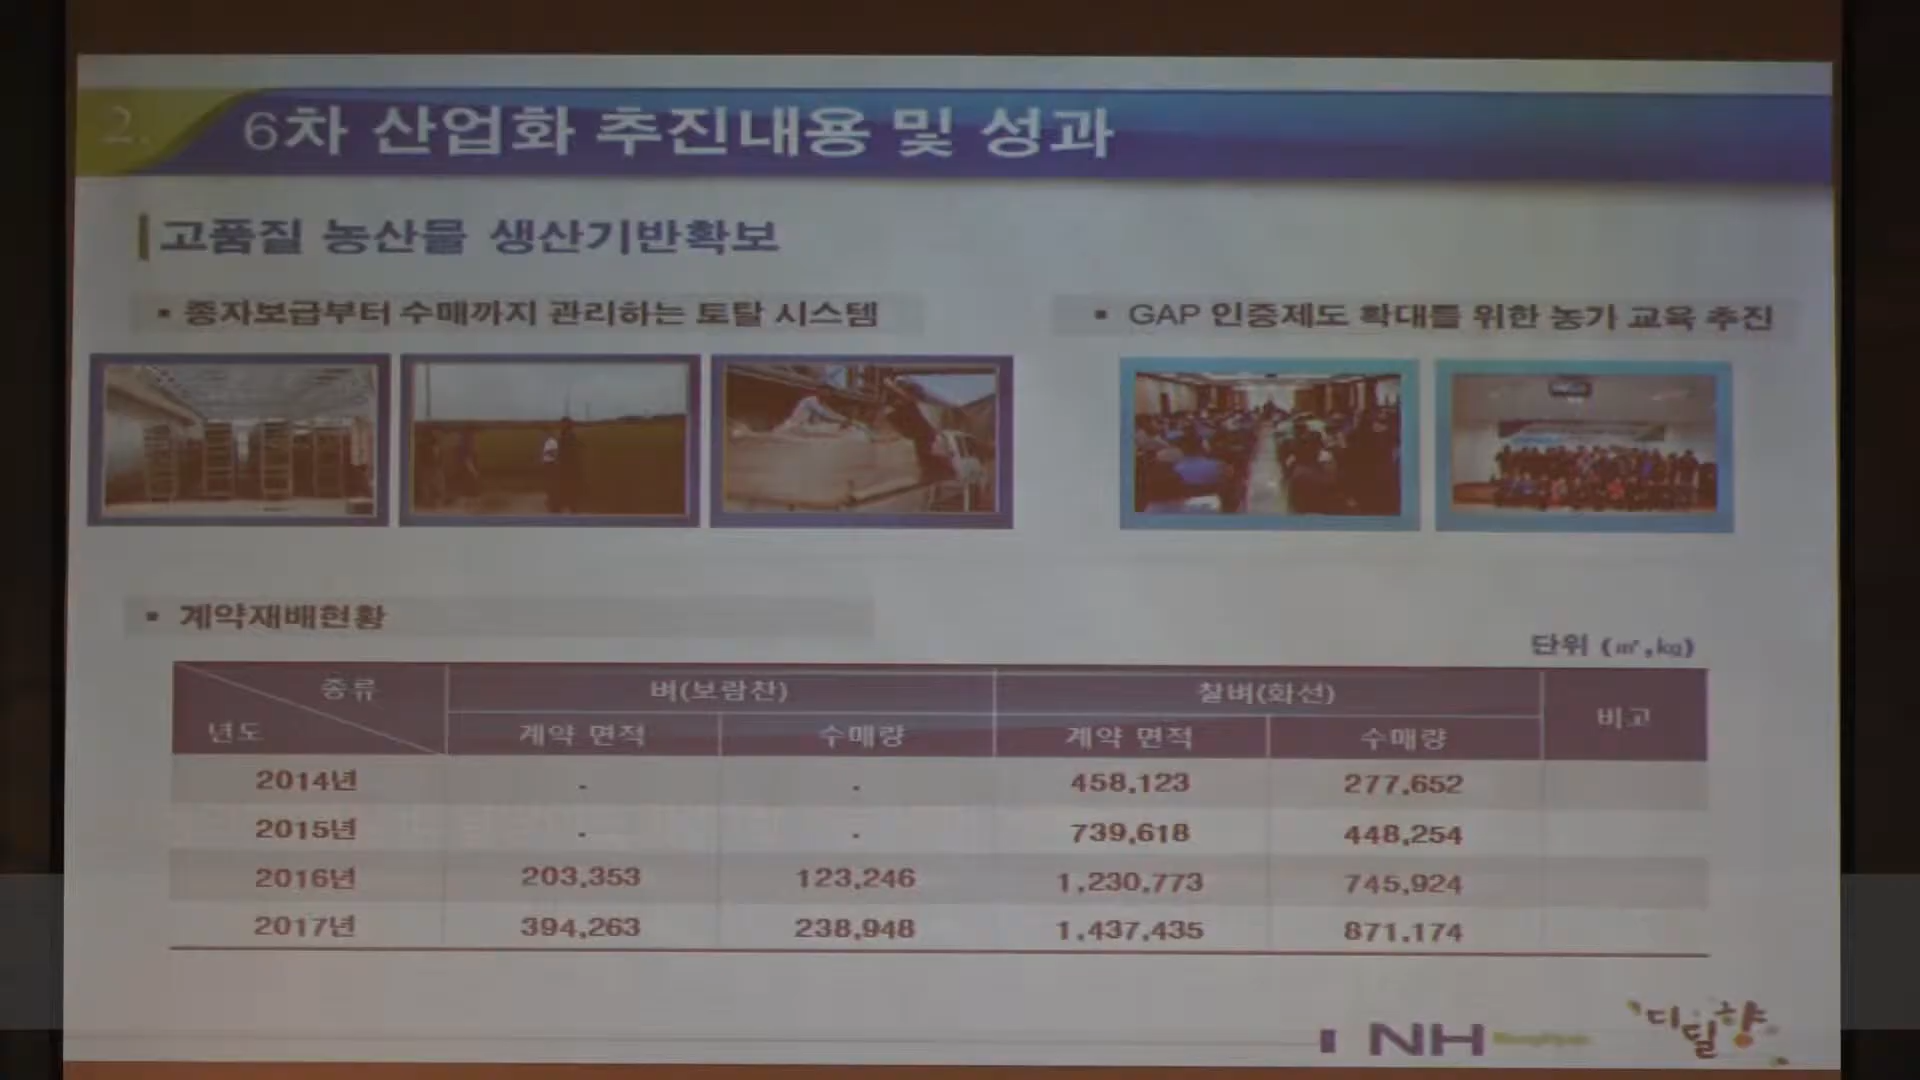 2.
6차 산업화 추진내용 및 성과
고품질 농산물 생산기반확보
▪ 종자보급부터 수매까지 관리하는 토탈 시스템
▪ GAP 인증제도 확대를 위한 농가 교육 추진
▪ 계약재배현황
단위 (㎡,kg)
종류 벼(보람찬) 찰벼(화선) 비고
년도 계약 면적 수매량 계약 면적 수매량
2014년 . . 458,123 277,652
2015년 . . 739,618 448,254
2016년 203,353 123,246 1,230,773 745,924
2017년 394,263 238,948 1,437,435 871,174
NH
디딜향